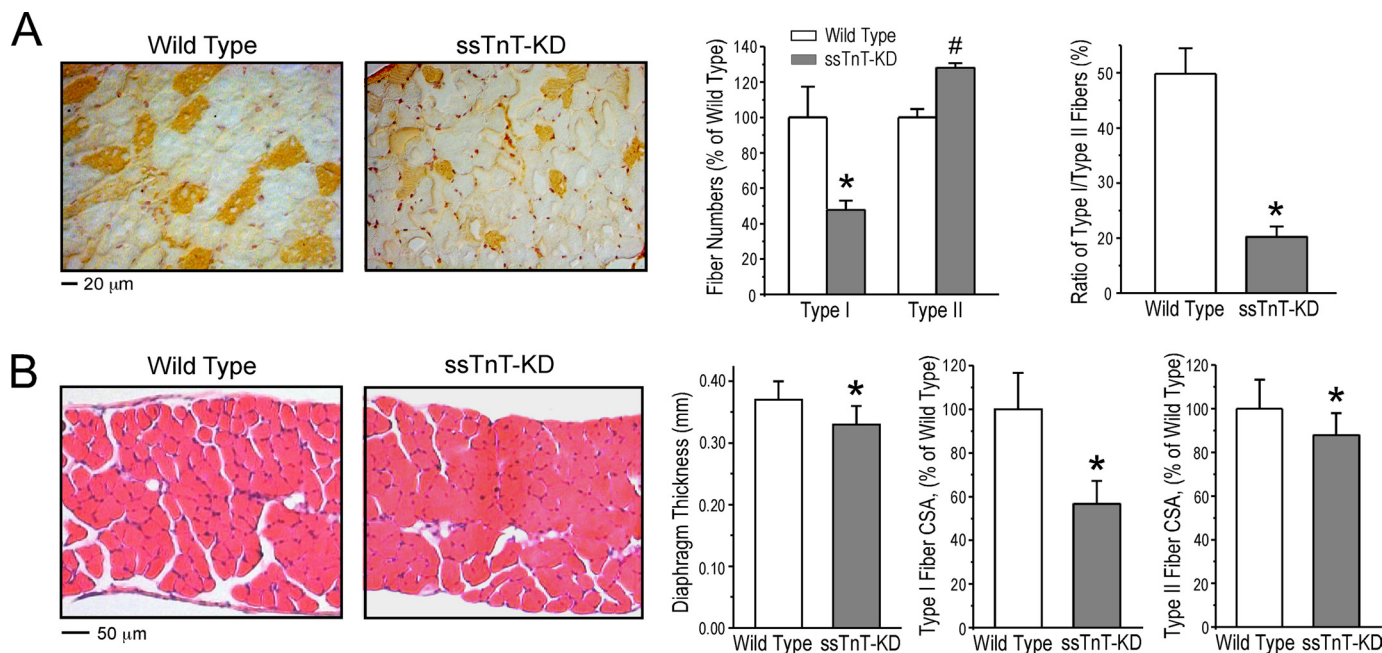 A
Wild Type
ssTnT-KD
20 μm
Fiber Numbers (% of Wild Type)
140
120
100
80
60
40
20
0
Wild Type
ssTnT-KD
#
*
Type I
Type II
Ratio of Type I/Type II Fibers (%)
50
20
0
*
Wild Type
ssTnT-KD
B
Wild Type
ssTnT-KD
50 μm
Diaphragm Thickness (mm)
0.40
0.30
0.20
0.10
0.00
*
Wild Type ssTnT-KD
Type I Fiber CSA, (% of Wild Type)
120
100
80
60
40
20
0
*
Wild Type ssTnT-KD
Type II Fiber CSA, (% of Wild Type)
120
100
80
60
40
20
0
*
Wild Type ssTnT-KD